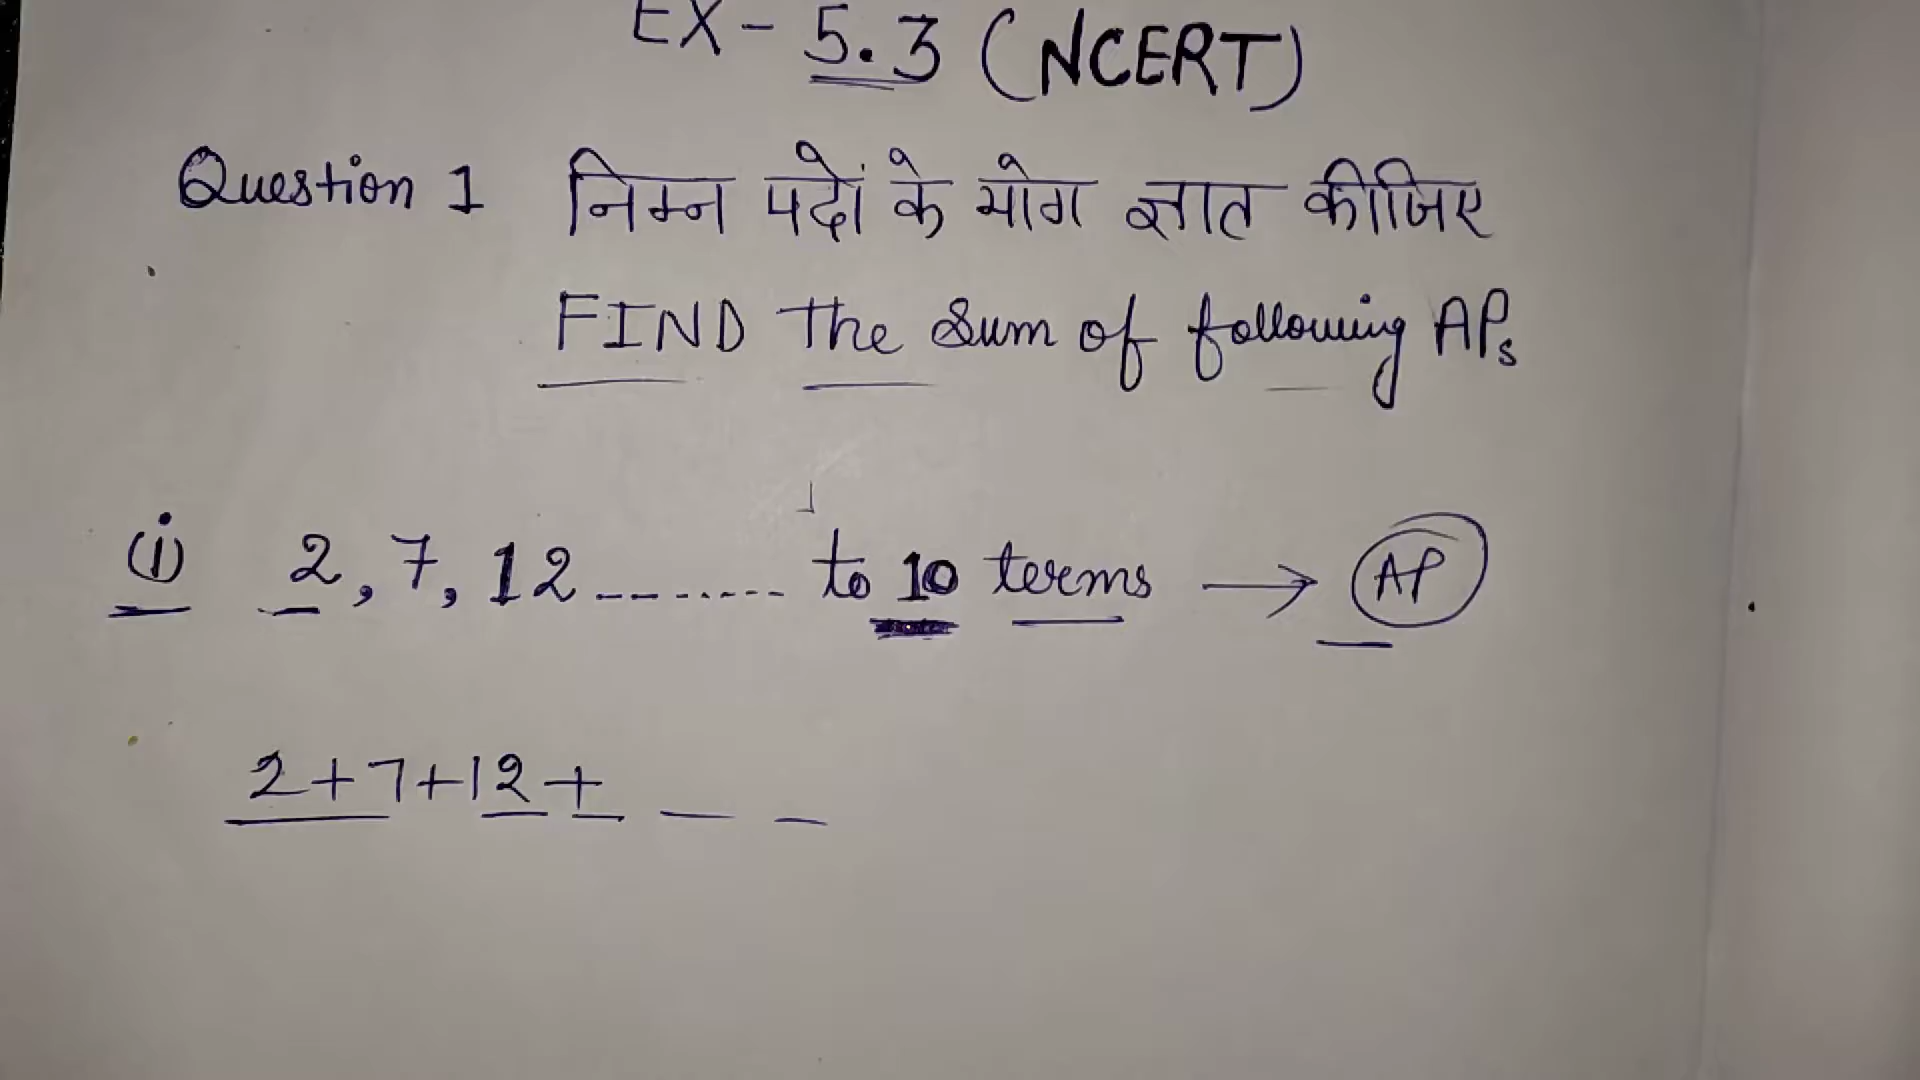 EX - 5.3 (NCERT)
Question 1 निम्न पदों के योग ज्ञात कीजिए
FIND the sum of following APs
(i) 2, 7, 12 -------- to 10 terms → AP
2+7+12+ _ _